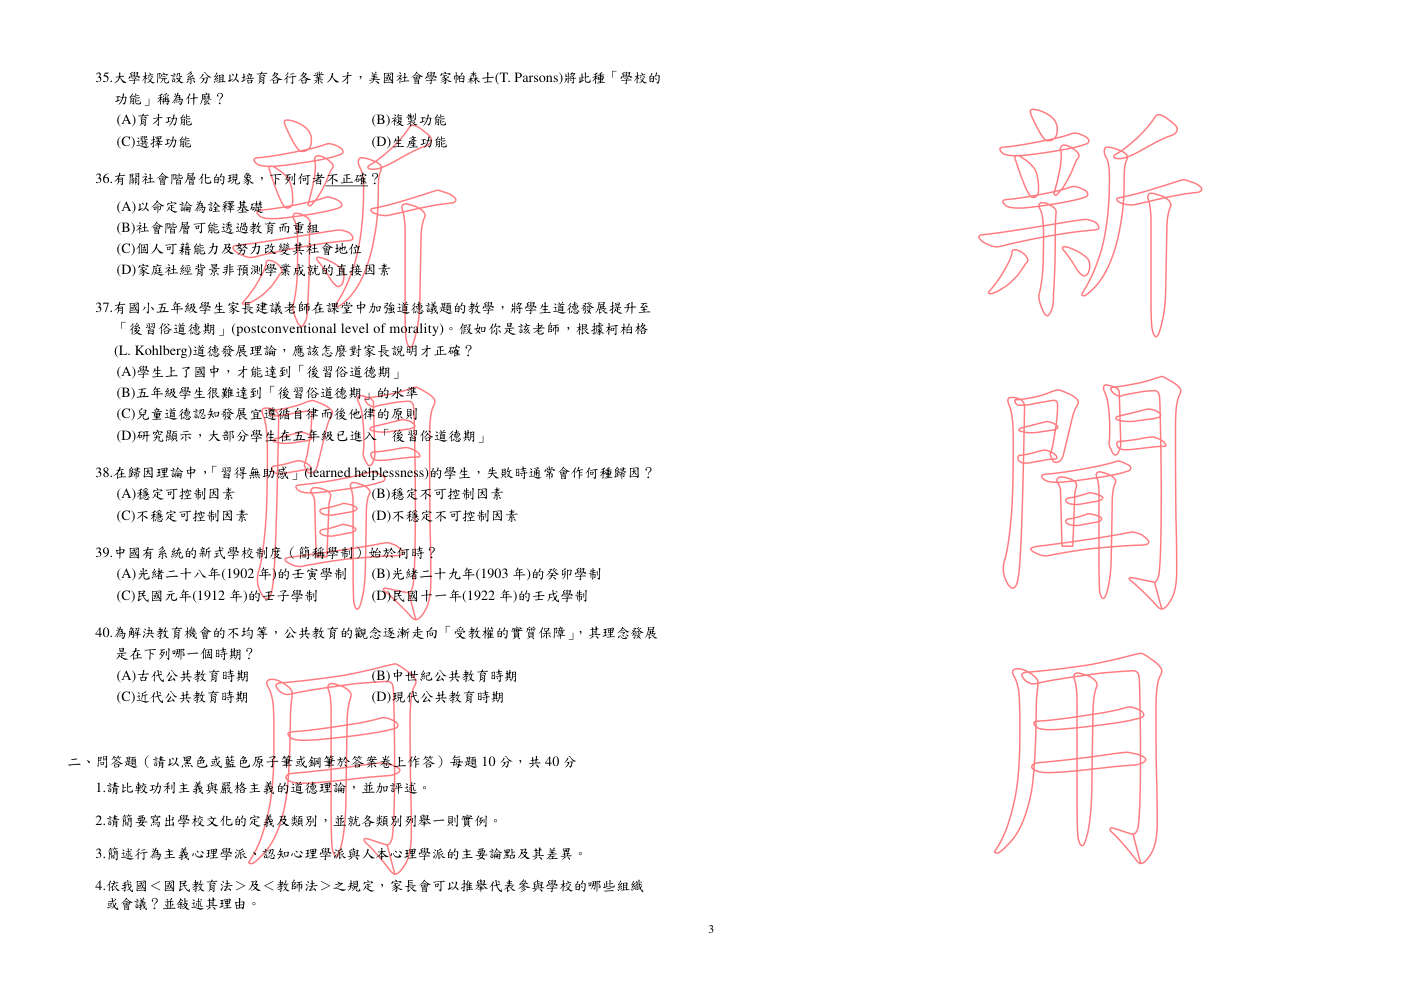 35.大學校院設系分組以培育各行各業人才，美國社會學家帕森士(T. Parsons)將此種「學校的
功能」稱為什麼？
(A)育才功能 (B)複製功能
(C)選擇功能 (D)生產功能
36.有關社會階層化的現象，下列何者不正確？
(A)以命定論為詮釋基礎
(B)社會階層可能透過教育而重組
(C)個人可藉能力及努力改變其社會地位
(D)家庭社經背景非預測學業成就的直接因素
37.有國小五年級學生家長建議老師在課堂中加強道德議題的教學，將學生道德發展提升至
「後習俗道德期」(postconventional level of morality)。假如你是該老師，根據柯柏格
(L. Kohlberg)道德發展理論，應該怎麼對家長說明才正確？
(A)學生上了國中，才能達到「後習俗道德期」
(B)五年級學生很難達到「後習俗道德期」的水準
(C)兒童道德認知發展宜遵循自律而後他律的原則
(D)研究顯示，大部分學生在五年級已進入「後習俗道德期」
38.在歸因理論中，「習得無助感」(learned helplessness)的學生，失敗時通常會作何種歸因？
(A)穩定可控制因素 (B)穩定不可控制因素
(C)不穩定可控制因素 (D)不穩定不可控制因素
39.中國有系統的新式學校制度（簡稱學制）始於何時？
(A)光緒二十八年(1902 年)的壬寅學制 (B)光緒二十九年(1903 年)的癸卯學制
(C)民國元年(1912 年)的壬子學制 (D)民國十一年(1922 年)的壬戌學制
40.為解決教育機會的不均等，公共教育的觀念逐漸走向「受教權的實質保障」，其理念發展
是在下列哪一個時期？
(A)古代公共教育時期 (B)中世紀公共教育時期
(C)近代公共教育時期 (D)現代公共教育時期
二、問答題（請以黑色或藍色原子筆或鋼筆於答案卷上作答）每題 10 分，共 40 分
1.請比較功利主義與嚴格主義的道德理論，並加評述。
2.請簡要寫出學校文化的定義及類別，並就各類別列舉一則實例。
3.簡述行為主義心理學派、認知心理學派與人本心理學派的主要論點及其差異。
4.依我國＜國民教育法＞及＜教師法＞之規定，家長會可以推舉代表參與學校的哪些組織
或會議？並敍述其理由。
3
新聞用
新聞用